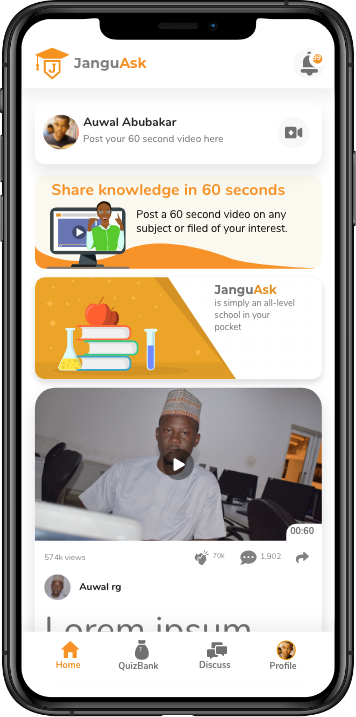 JanguAsk
Auwal Abubakar
Post your 60 second video here
Share knowledge in 60 seconds
Post a 60 second video on any
subject or filed of your interest.
JanguAsk
is simply an all-level
school in your
pocket
00:60
574k views 70k 1,902
Auwal rg
Lorem ipsum
Home QuizBank Discuss Profile